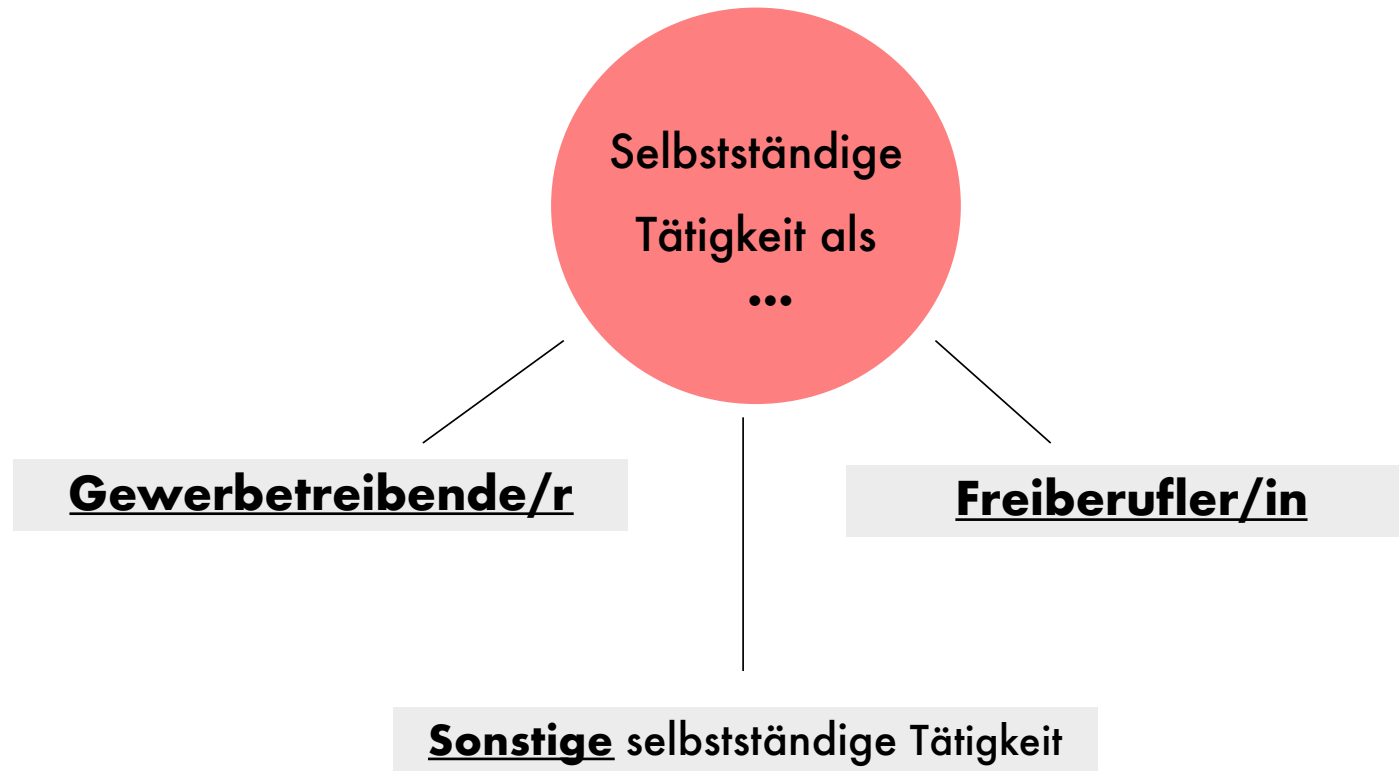 Selbstständige
Tätigkeit als
...
Gewerbetreibende/r
Freiberufler/in
Sonstige selbstständige Tätigkeit